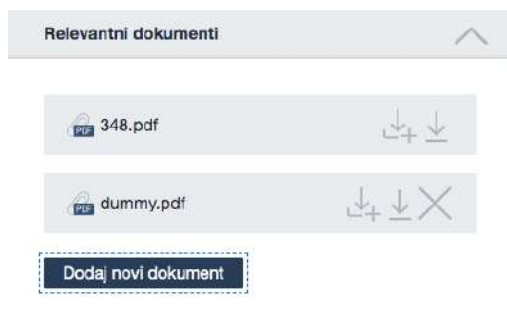 Relevantni dokumenti
PDF 348.pdf
PDF dummy.pdf
Dodaj novi dokument